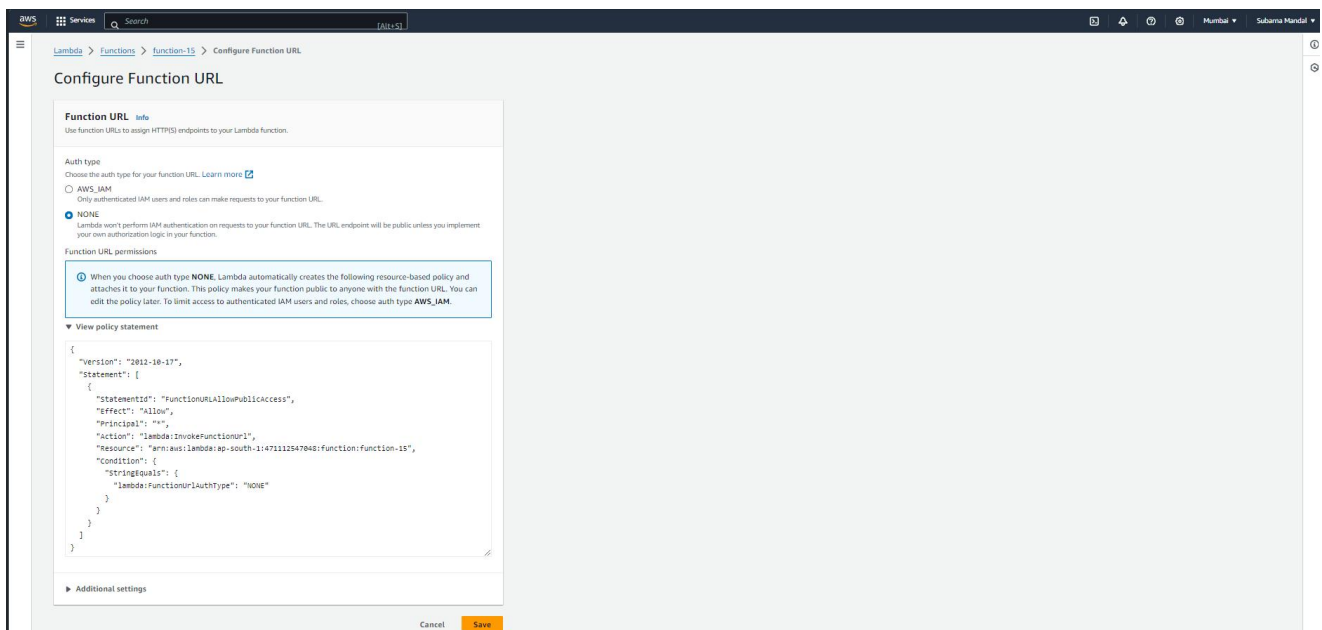 aws Services Search [Alt+S] Mumbai ▼ Subarna Mandal ▼
Lambda > Functions > function-15 > Configure Function URL
Configure Function URL
Function URL Info
Use function URLs to assign HTTP(S) endpoints to your Lambda function.
Auth type
Choose the auth type for your function URL. Learn more
AWS_IAM
Only authenticated IAM users and roles can make requests to your function URL.
NONE
Lambda won't perform IAM authentication on requests to your function URL. The URL endpoint will be public unless you implement
your own authorization logic in your function.
Function URL permissions
When you choose auth type NONE, Lambda automatically creates the following resource-based policy and
attaches it to your function. This policy makes your function public to anyone with the function URL. You can
edit the policy later. To limit access to authenticated IAM users and roles, choose auth type AWS_IAM.
▼ View policy statement
{
"Version": "2012-10-17",
"Statement": [
{
"StatementId": "FunctionURLAllowPublicAccess",
"Effect": "Allow",
"Principal": "*",
"Action": "lambda:InvokeFunctionUrl",
"Resource": "arn:aws:lambda:ap-south-1:471112547048:function:function-15",
"Condition": {
"StringEquals": {
"lambda:FunctionUrlAuthType": "NONE"
}
}
}
]
}
▶ Additional settings
Cancel Save